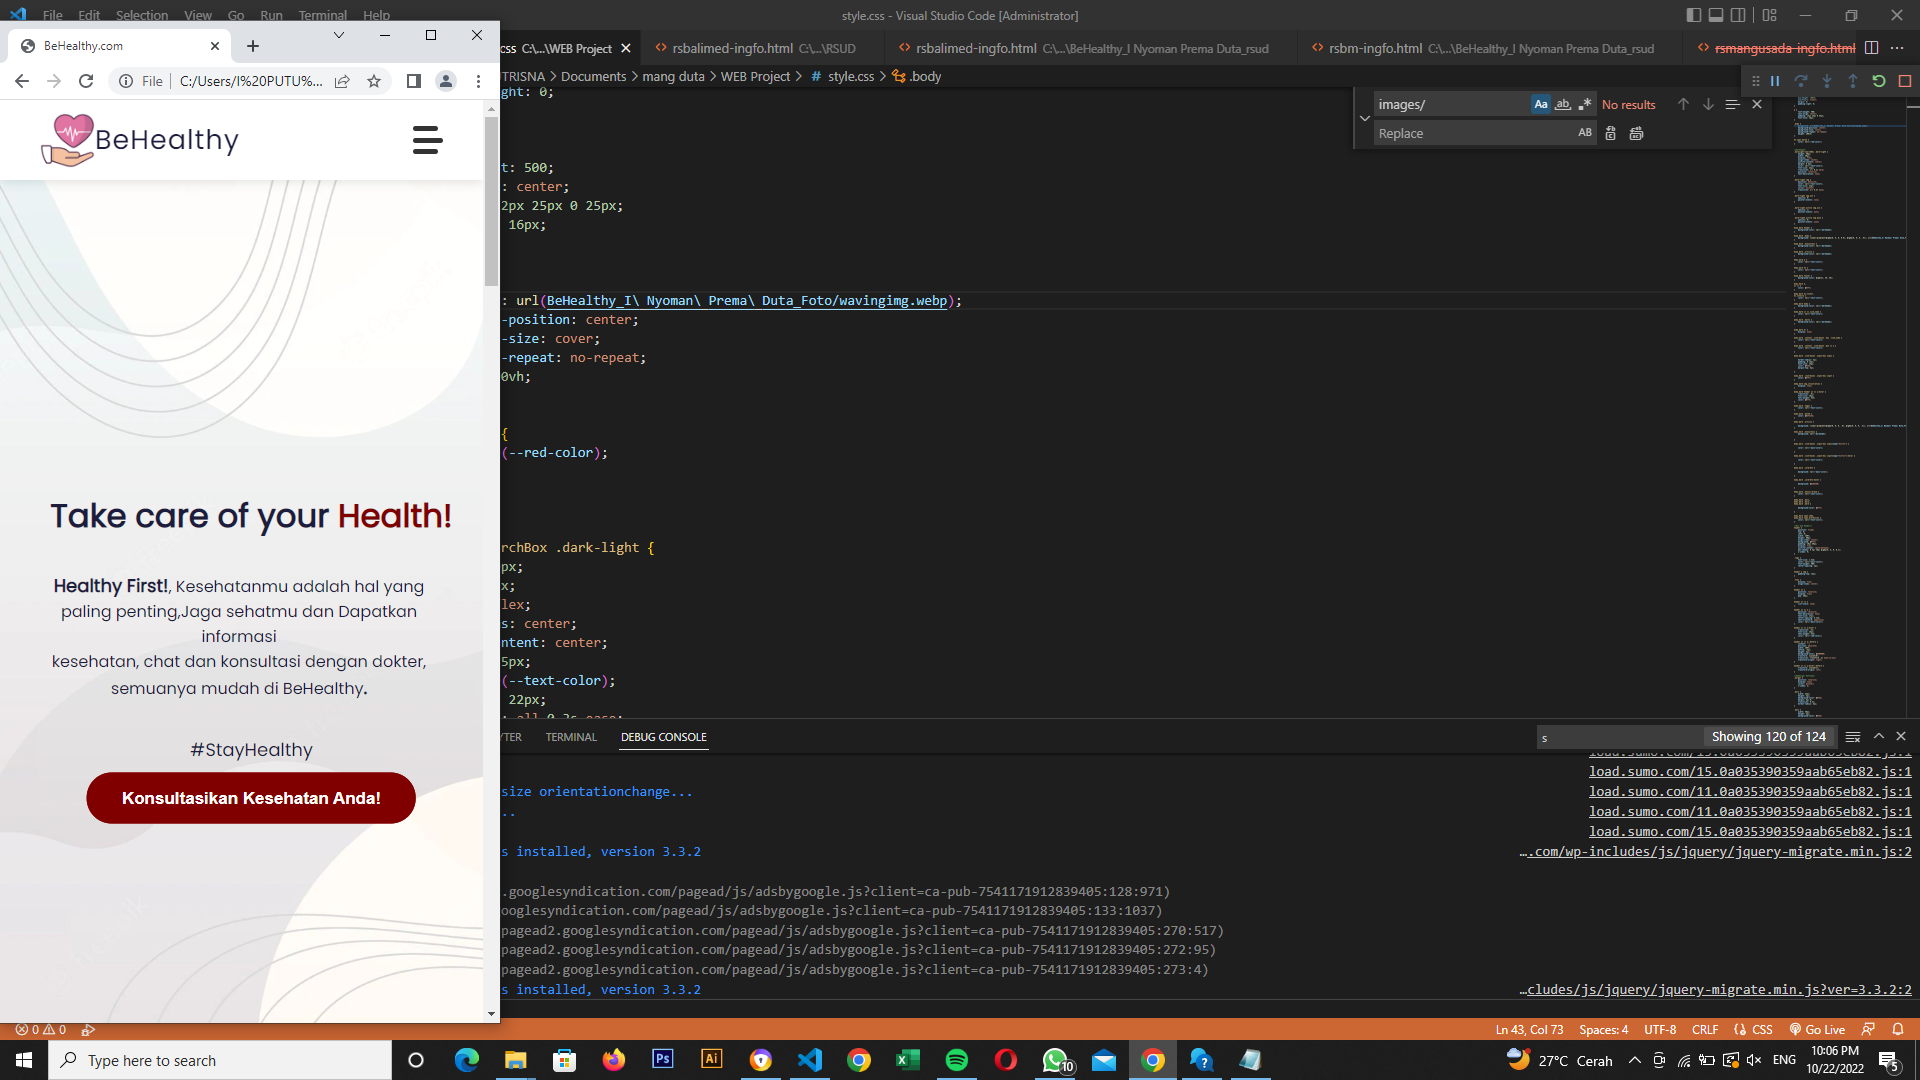 File Edit Selection View Go Run Terminal Help
style.css - Visual Studio Code [Administrator]
BeHealthy.com
File C:/Users/I%20PUTU%...
BeHealthy
Take care of your Health!
Healthy First!, Kesehatanmu adalah hal yang
paling penting,Jaga sehatmu dan Dapatkan
informasi
kesehatan, chat dan konsultasi dengan dokter,
semuanya mudah di BeHealthy.
#StayHealthy
Konsultasikan Kesehatan Anda!
css C:\...\WEB Project
rsbalimed-ingfo.html C:\...\RSUD
rsbalimed-ingfo.html C:\...\BeHealthy_I Nyoman Prema Duta_rsud
rsbm-ingfo.html C:\...\BeHealthy_I Nyoman Prema Duta_rsud
rsmangusada-ingfo.html
UTRISNA > Documents > mang duta > WEB Project > # style.css > .body
images/ Aa ab No results
Replace AB
ght: 0;
t: 500;
: center;
2px 25px 0 25px;
16px;
: url(BeHealthy_I\ Nyoman\ Prema\ Duta_Foto/wavingimg.webp);
-position: center;
-size: cover;
-repeat: no-repeat;
0vh;
{
(--red-color);
rchBox .dark-light {
px;
x;
lex;
s: center;
ntent: center;
5px;
(--text-color);
22px;
: all 0.3s ease;
TER TERMINAL DEBUG CONSOLE
s Showing 120 of 124
load.sumo.com/15.0a035390359aab65eb82.js:1
load.sumo.com/15.0a035390359aab65eb82.js:1
size orientationchange... load.sumo.com/11.0a035390359aab65eb82.js:1
.. load.sumo.com/11.0a035390359aab65eb82.js:1
load.sumo.com/15.0a035390359aab65eb82.js:1
s installed, version 3.3.2 ….com/wp-includes/js/jquery/jquery-migrate.min.js:2
.googlesyndication.com/pagead/js/adsbygoogle.js?client=ca-pub-7541171912839405:128:971)
ooglesyndication.com/pagead/js/adsbygoogle.js?client=ca-pub-7541171912839405:133:1037)
pagead2.googlesyndication.com/pagead/js/adsbygoogle.js?client=ca-pub-7541171912839405:270:517)
pagead2.googlesyndication.com/pagead/js/adsbygoogle.js?client=ca-pub-7541171912839405:272:95)
pagead2.googlesyndication.com/pagead/js/adsbygoogle.js?client=ca-pub-7541171912839405:273:4)
s installed, version 3.3.2 …cludes/js/jquery/jquery-migrate.min.js?ver=3.3.2:2
0 0 Ln 43, Col 73 Spaces: 4 UTF-8 CRLF CSS Go Live
Type here to search
Ps Ai 10
27°C Cerah ENG 10:06 PM
10/22/2022 5